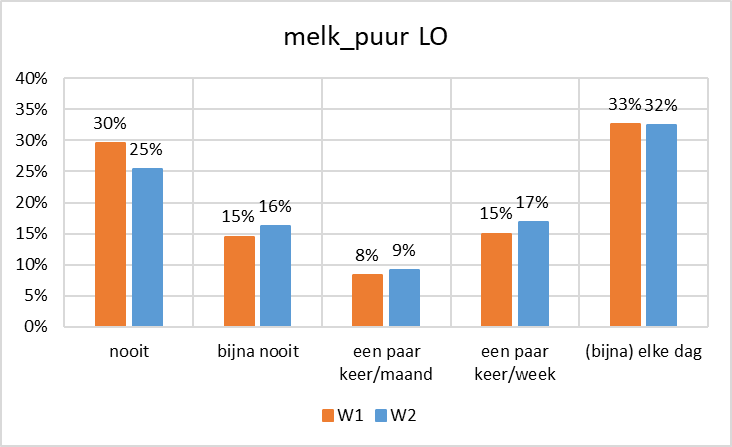 melk_puur LO
40%
35%
30%
25%
20%
15%
10%
5%
0%
30%
25%
15%
16%
8%
9%
15%
17%
33%
32%
nooit
bijna nooit
een paar
keer/maand
een paar
keer/week
(bijna) elke dag
W1
W2